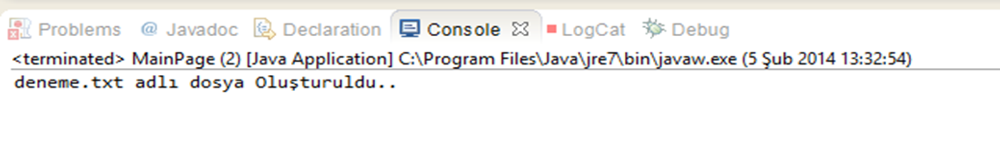 Problems @ Javadoc Declaration Console LogCat Debug
<terminated> MainPage (2) [Java Application] C:\Program Files\Java\jre7\bin\javaw.exe (5 Şub 2014 13:32:54)
deneme.txt adlı dosya Oluşturuldu..